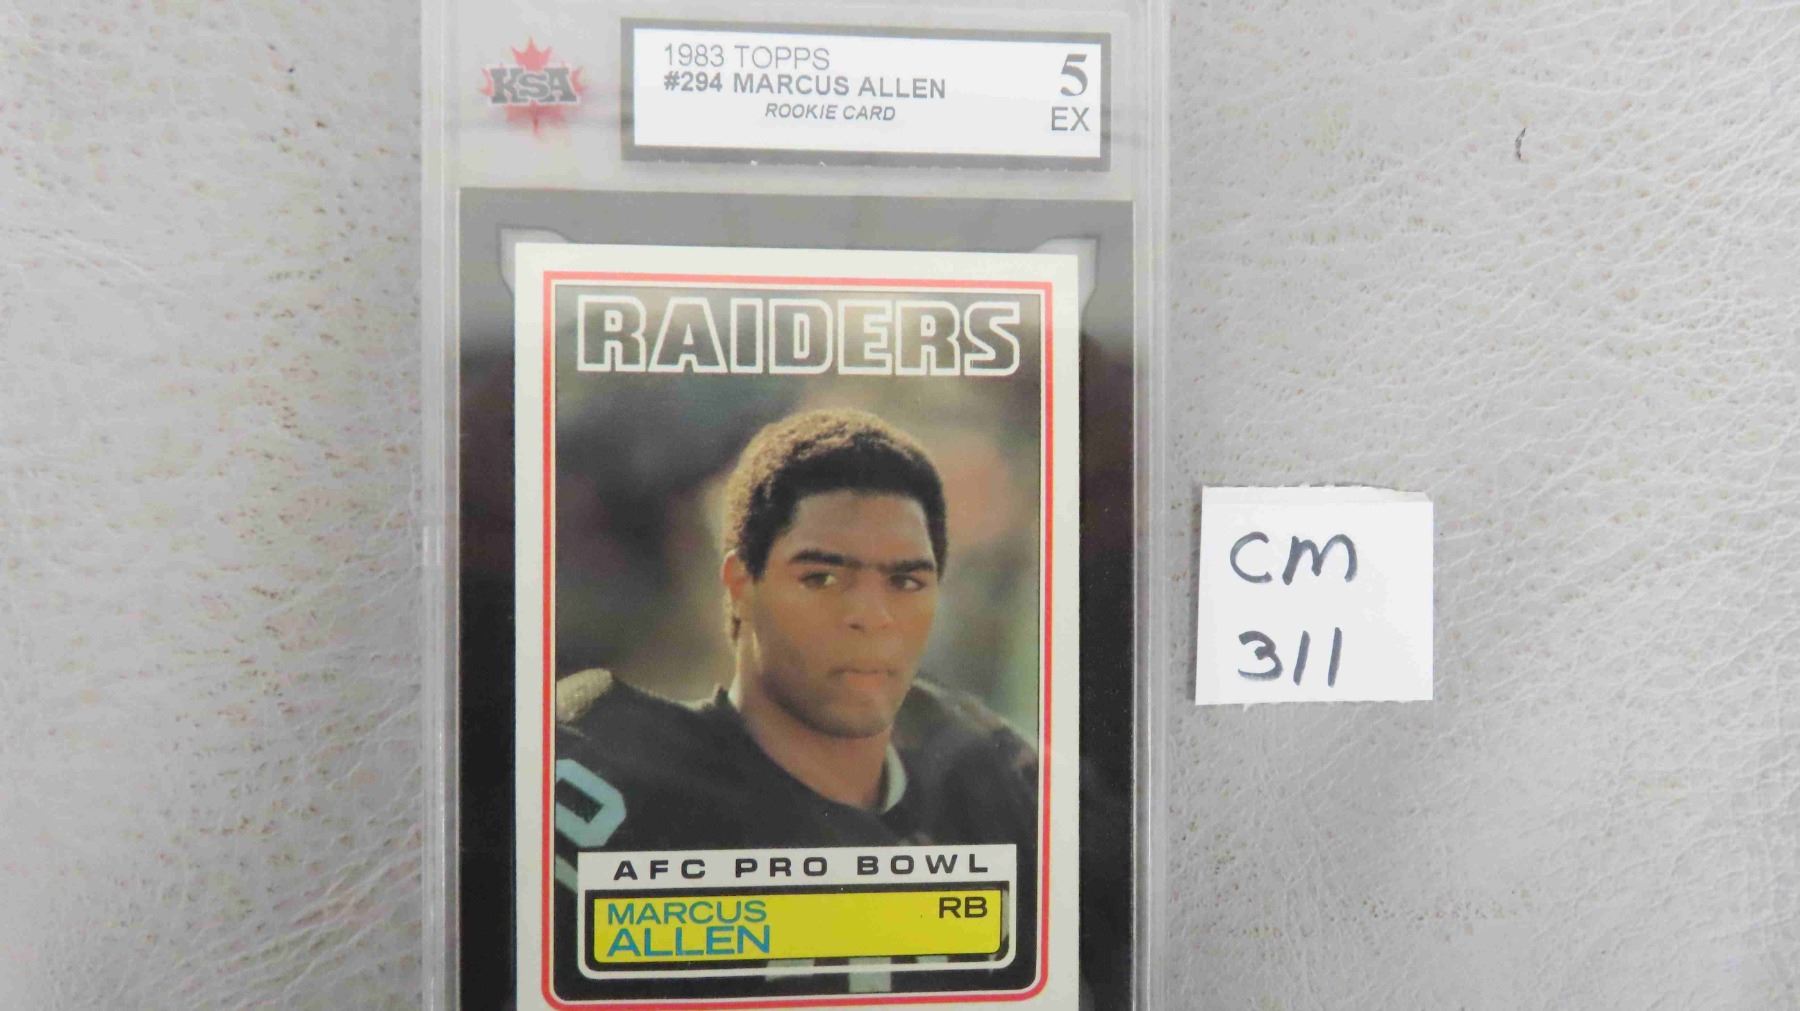 KSA
1983 TOPPS
#294 MARCUS ALLEN
ROOKIE CARD
5
EX
RAIDERS
AFC PRO BOWL
MARCUS
ALLEN
RB
CM
311